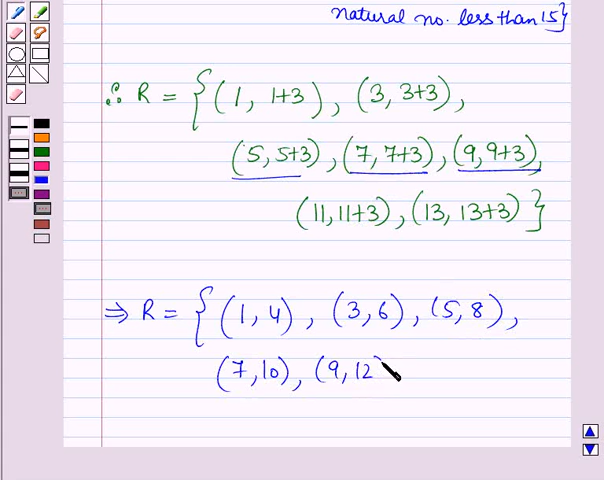 natural no. less than 15}
∴ R = {(1, 1+3), (3, 3+3),
(5, 5+3), (7, 7+3), (9, 9+3),
(11, 11+3), (13, 13+3)}
⇒ R = {(1, 4), (3, 6), (5, 8),
(7, 10), (9, 12)